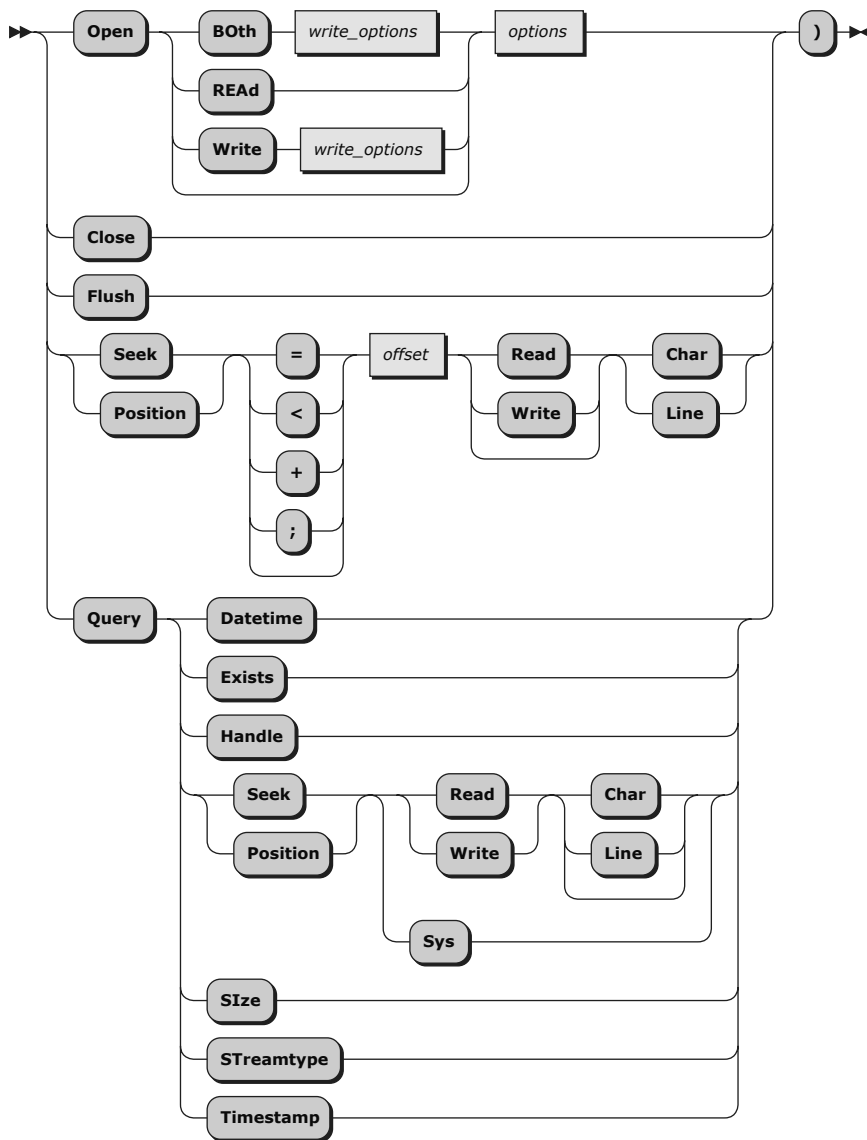 Open BOth write_options options )
REAd
Write write_options
Close
Flush
Seek = offset Read Char
Position < Write Line
+
;
Query Datetime
Exists
Handle
Seek Read Char
Position Write Line
Sys
SIze
STreamtype
Timestamp